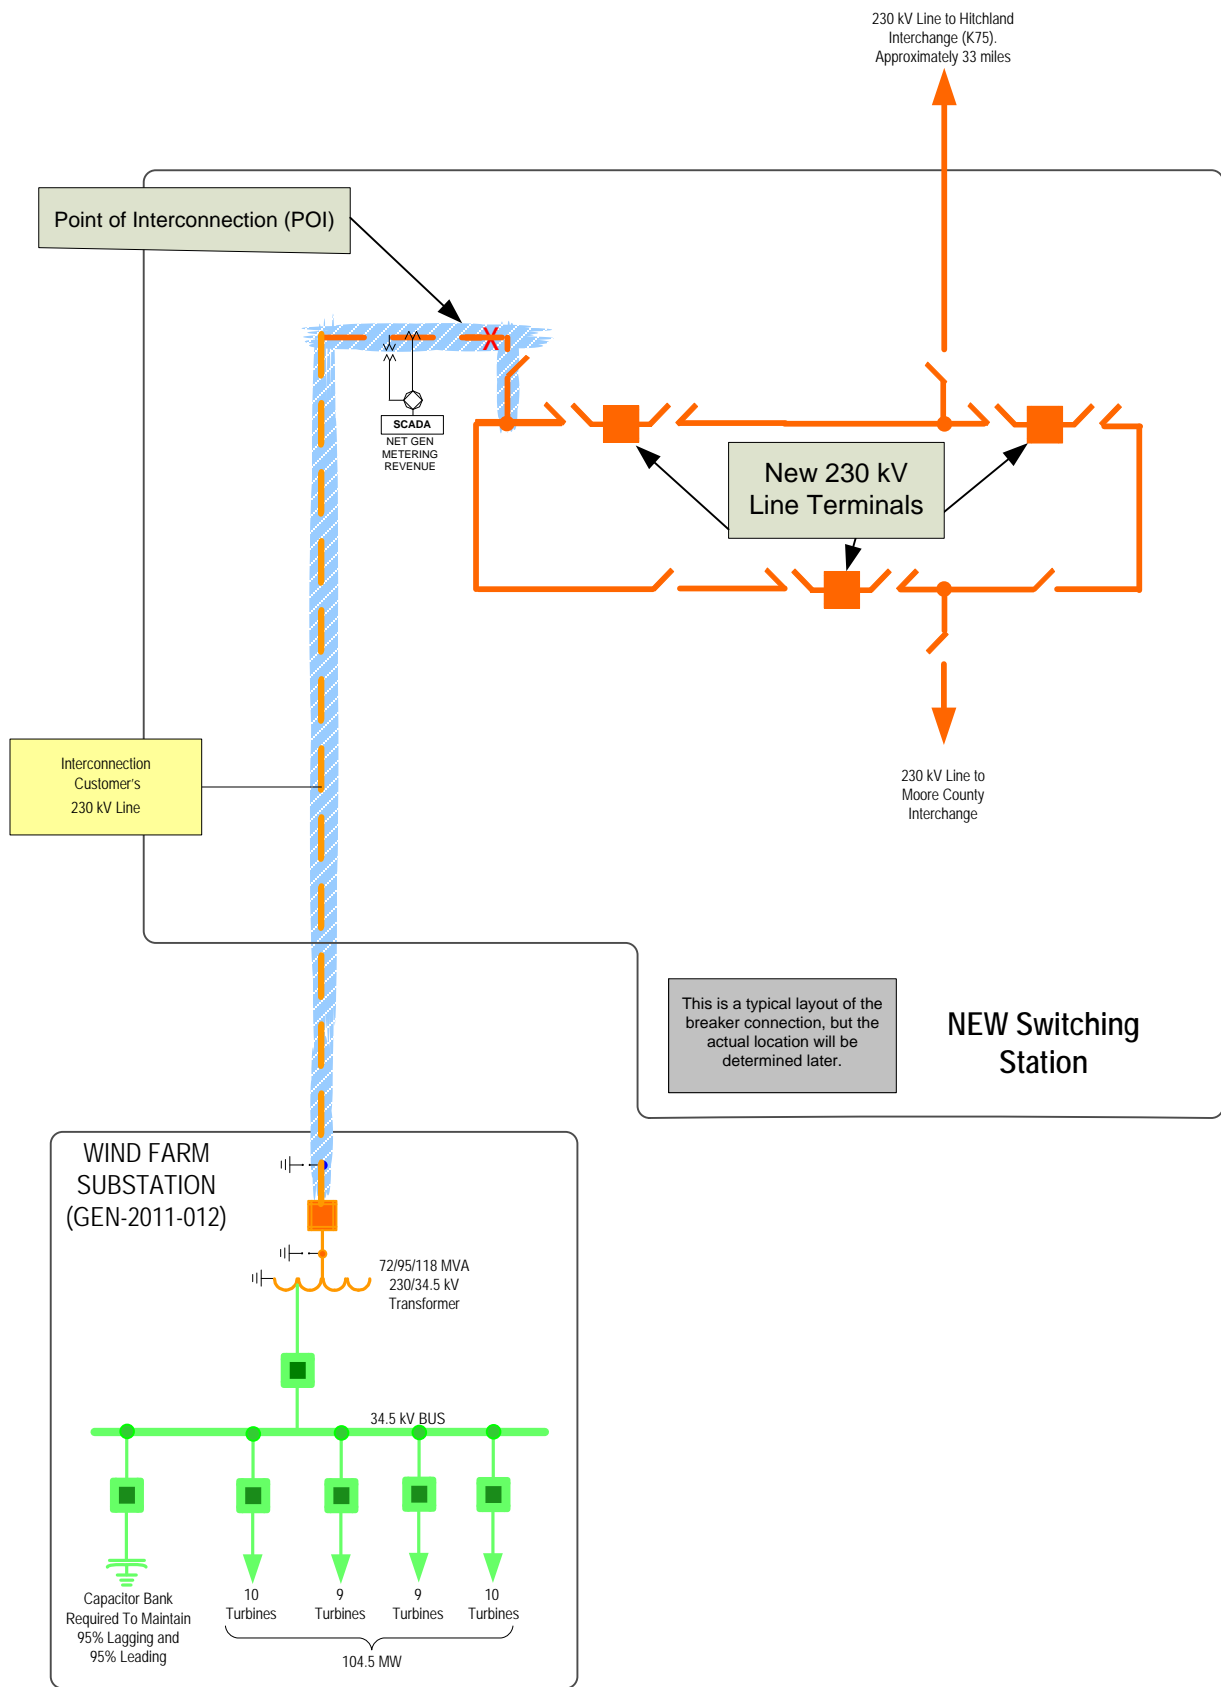 230 kV Line to Hitchland
Interchange (K75).
Approximately 33 miles
Point of Interconnection (POI)
X
SCADA
NET GEN
METERING
REVENUE
New 230 kV
Line Terminals
Interconnection
Customer's
230 kV Line
230 kV Line to
Moore County
Interchange
This is a typical layout of the
breaker connection, but the
actual location will be
determined later.
NEW Switching
Station
WIND FARM
SUBSTATION
(GEN-2011-012)
72/95/118 MVA
230/34.5 kV
Transformer
34.5 kV BUS
Capacitor Bank
Required To Maintain
95% Lagging and
95% Leading
10
Turbines
9
Turbines
9
Turbines
10
Turbines
104.5 MW